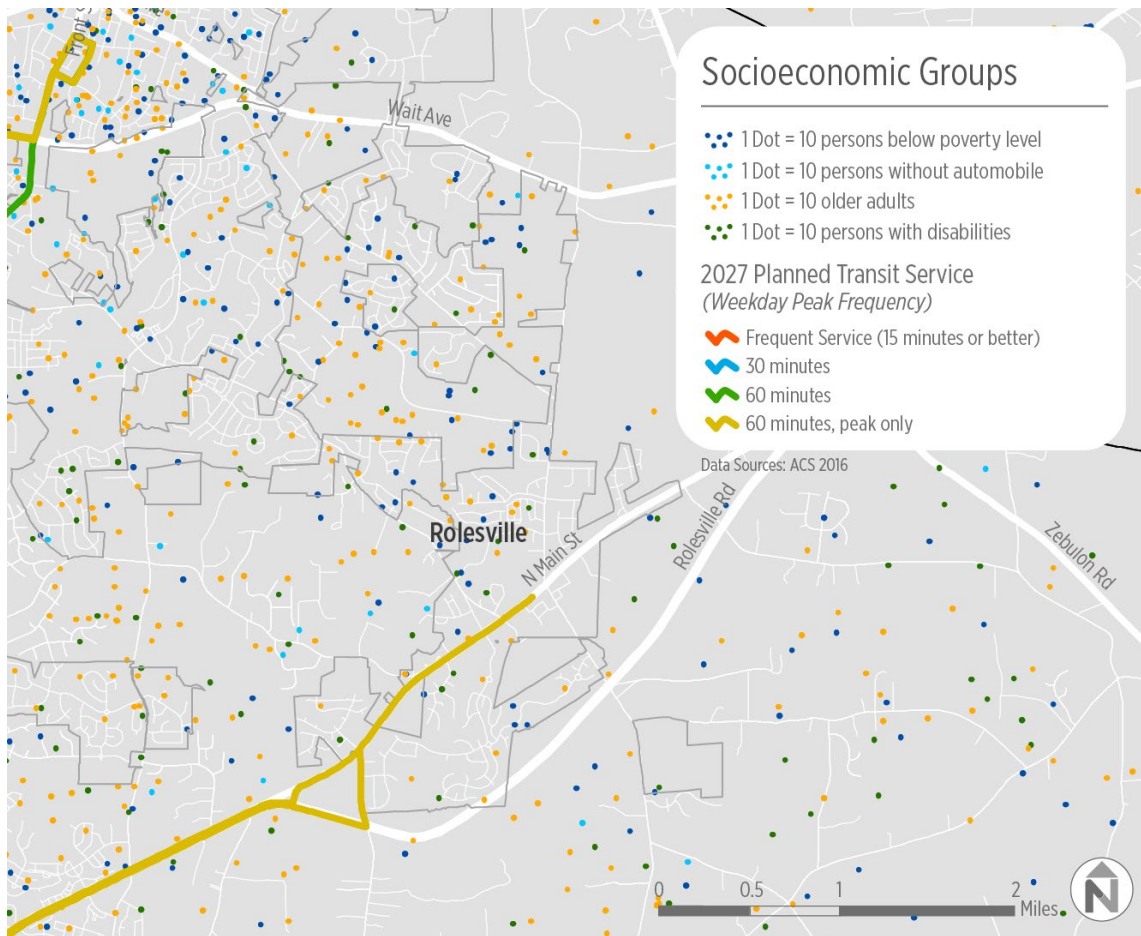 Front S
Wait Ave
Socioeconomic Groups
1 Dot = 10 persons below poverty level
1 Dot = 10 persons without automobile
1 Dot = 10 older adults
1 Dot = 10 persons with disabilities
2027 Planned Transit Service
(Weekday Peak Frequency)
Frequent Service (15 minutes or better)
30 minutes
60 minutes
60 minutes, peak only
Data Sources: ACS 2016
Rolesville
N Main St
Rolesville Rd
Zebulon Rd
0 0.5 1 2
Miles
N